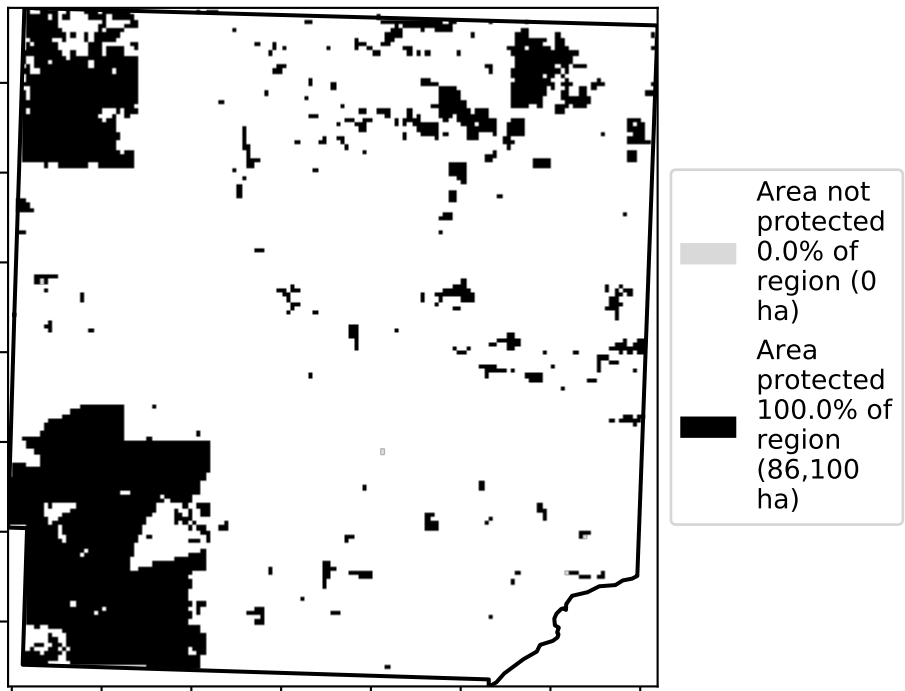 Area not
protected
0.0% of
region (0
ha)
Area
protected
100.0% of
region
(86,100
ha)